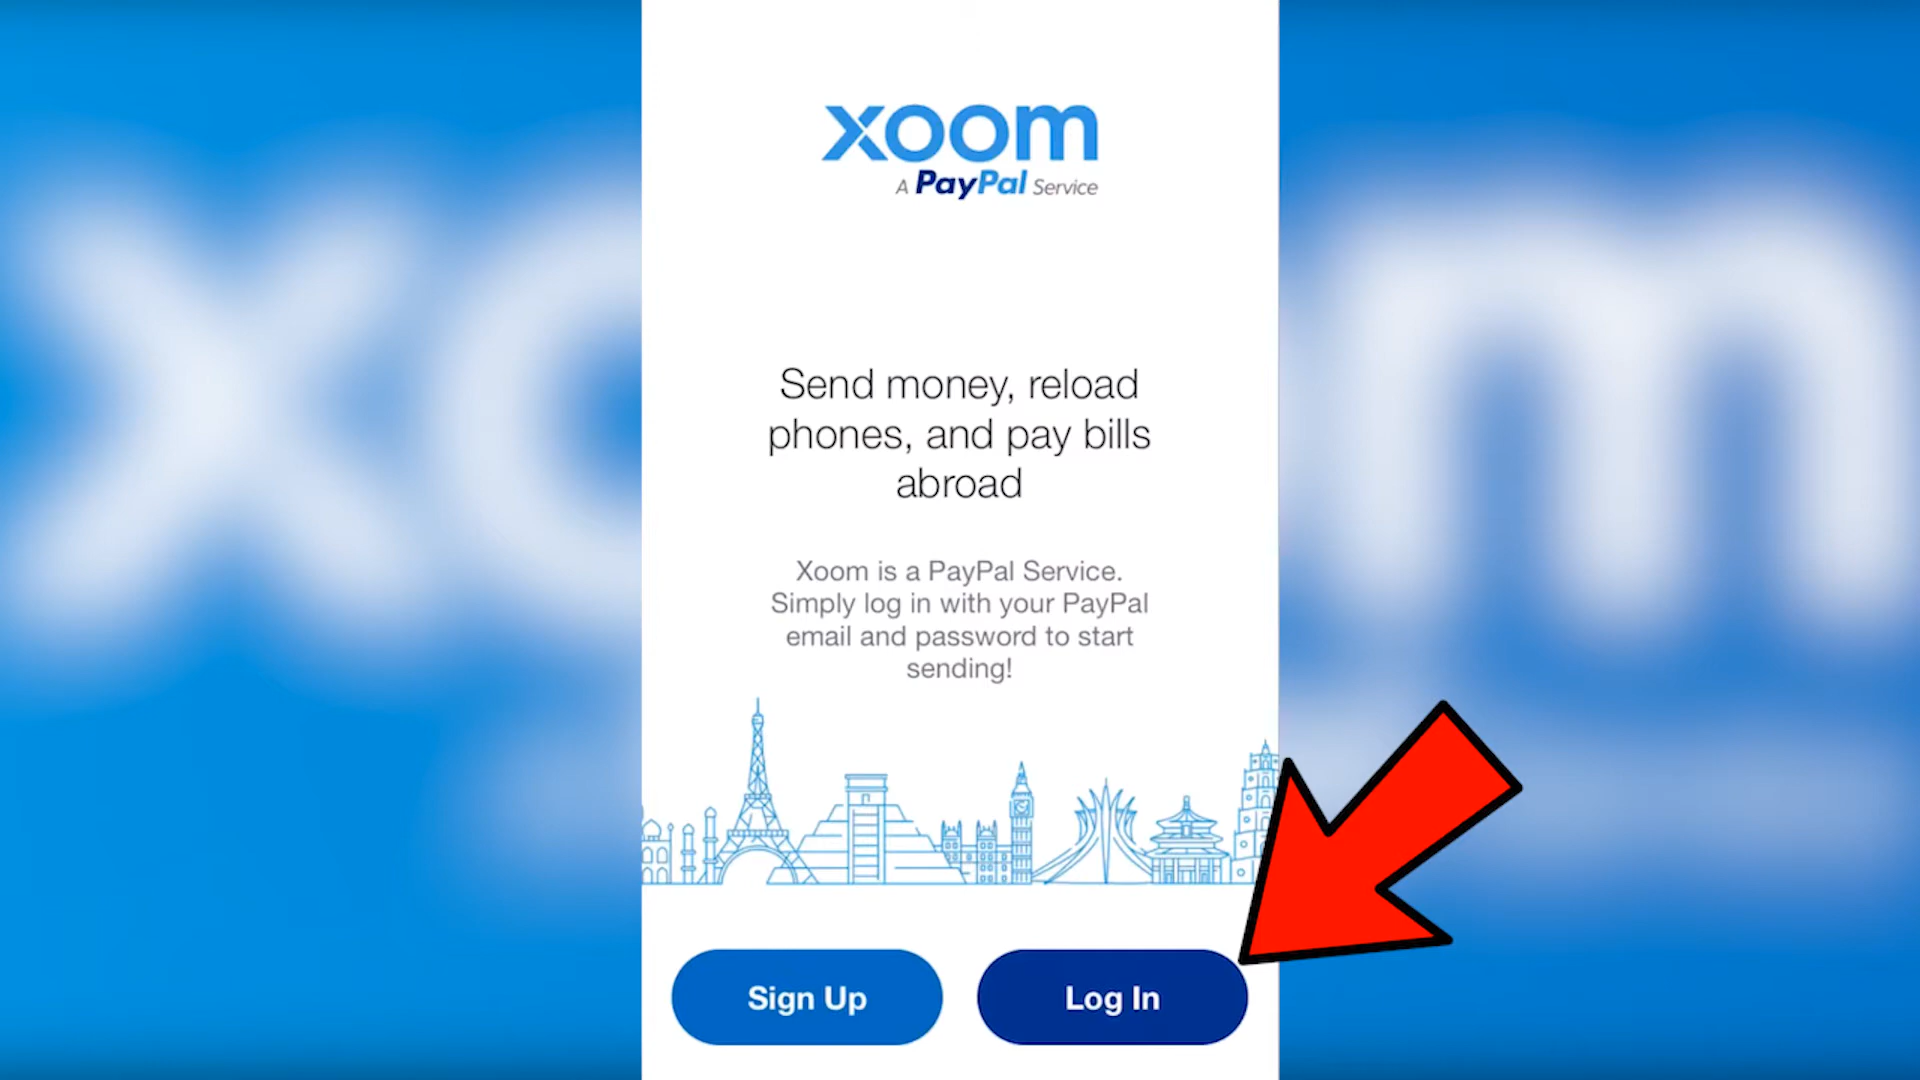 xoom
A PayPal Service
Send money, reload
phones, and pay bills
abroad
Xoom is a PayPal Service.
Simply log in with your PayPal
email and password to start
sending!
Sign Up
Log In